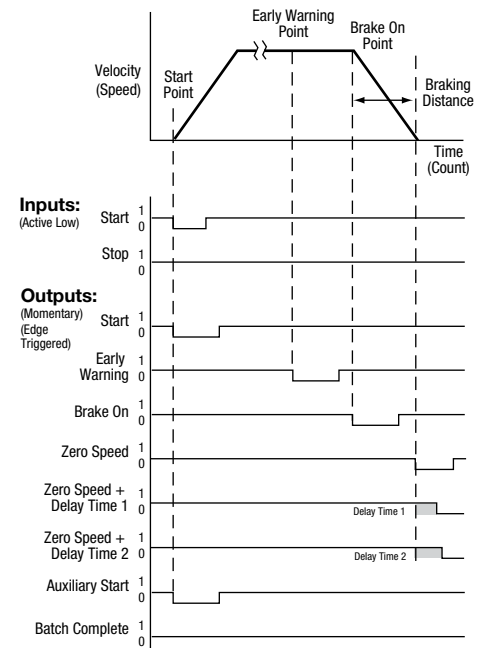 Early Warning
Point
Brake On
Point
Velocity
(Speed)
Start
Point
Braking
Distance
Time
(Count)
Inputs:
(Active Low)
Start 1
0
Stop 1
0
Outputs:
(Momentary)
(Edge
Triggered)
Start 1
0
Early
Warning 1
0
Brake On 1
0
Zero Speed 1
0
Zero Speed +
Delay Time 1 1
0
Delay Time 1
Zero Speed +
Delay Time 2 1
0
Delay Time 2
Auxiliary Start 1
0
Batch Complete 1
0